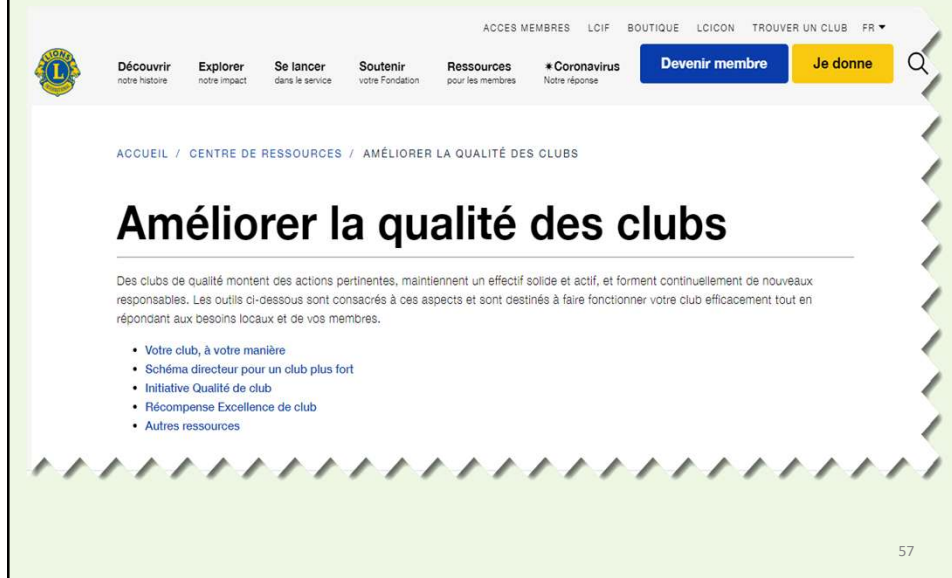 ACCES MEMBRES LCIF BOUTIQUE LCICON TROUVER UN CLUB FR
LIONS
L
INTERNATIONAL
Découvrir
notre histoire
Explorer
notre impact
Se lancer
dans le service
Soutenir
votre Fondation
Ressources
pour les membres
✷Coronavirus
Notre réponse
Devenir membre
Je donne
ACCUEIL / CENTRE DE RESSOURCES / AMÉLIORER LA QUALITÉ DES CLUBS
Améliorer la qualité des clubs
Des clubs de qualité montent des actions pertinentes, maintiennent un effectif solide et actif, et forment continuellement de nouveaux
responsables. Les outils ci-dessous sont consacrés à ces aspects et sont destinés à faire fonctionner votre club efficacement tout en
répondant aux besoins locaux et de vos membres.
• Votre club, à votre manière
• Schéma directeur pour un club plus fort
• Initiative Qualité de club
• Récompense Excellence de club
• Autres ressources
57